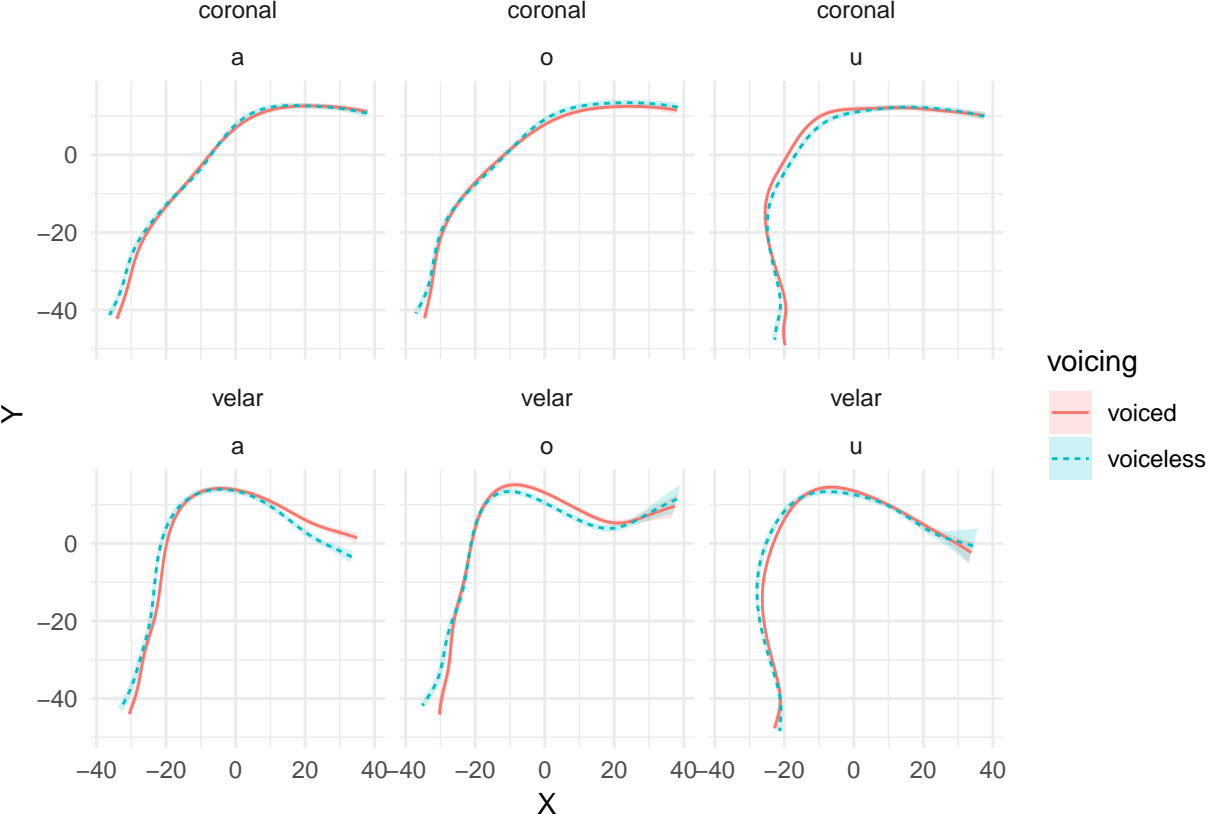 coronal coronal coronal
a o u
0
−20
−40
velar velar velar
a o u
0
−20
−40
−40 −20 0 20 40 −40 −20 0 20 40 −40 −20 0 20 40
X
Y
voicing
voiced
voiceless